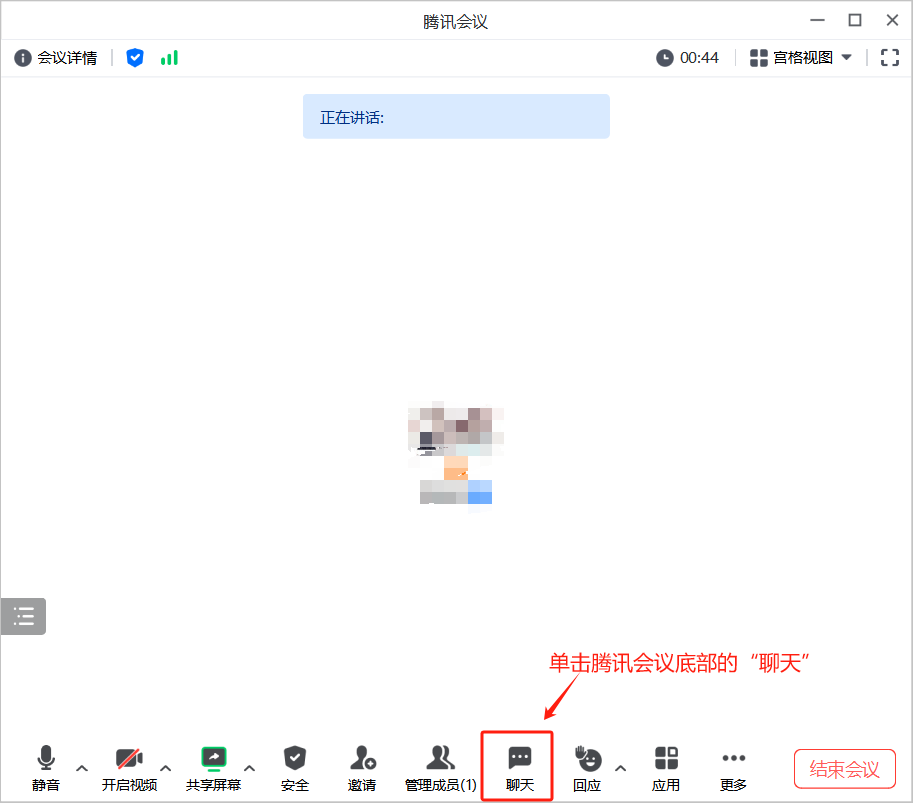 腾讯会议
会议详情
00:44
宫格视图
正在讲话:
单击腾讯会议底部的“聊天”
静音
开启视频
共享屏幕
安全
邀请
管理成员(1)
聊天
回应
应用
更多
结束会议